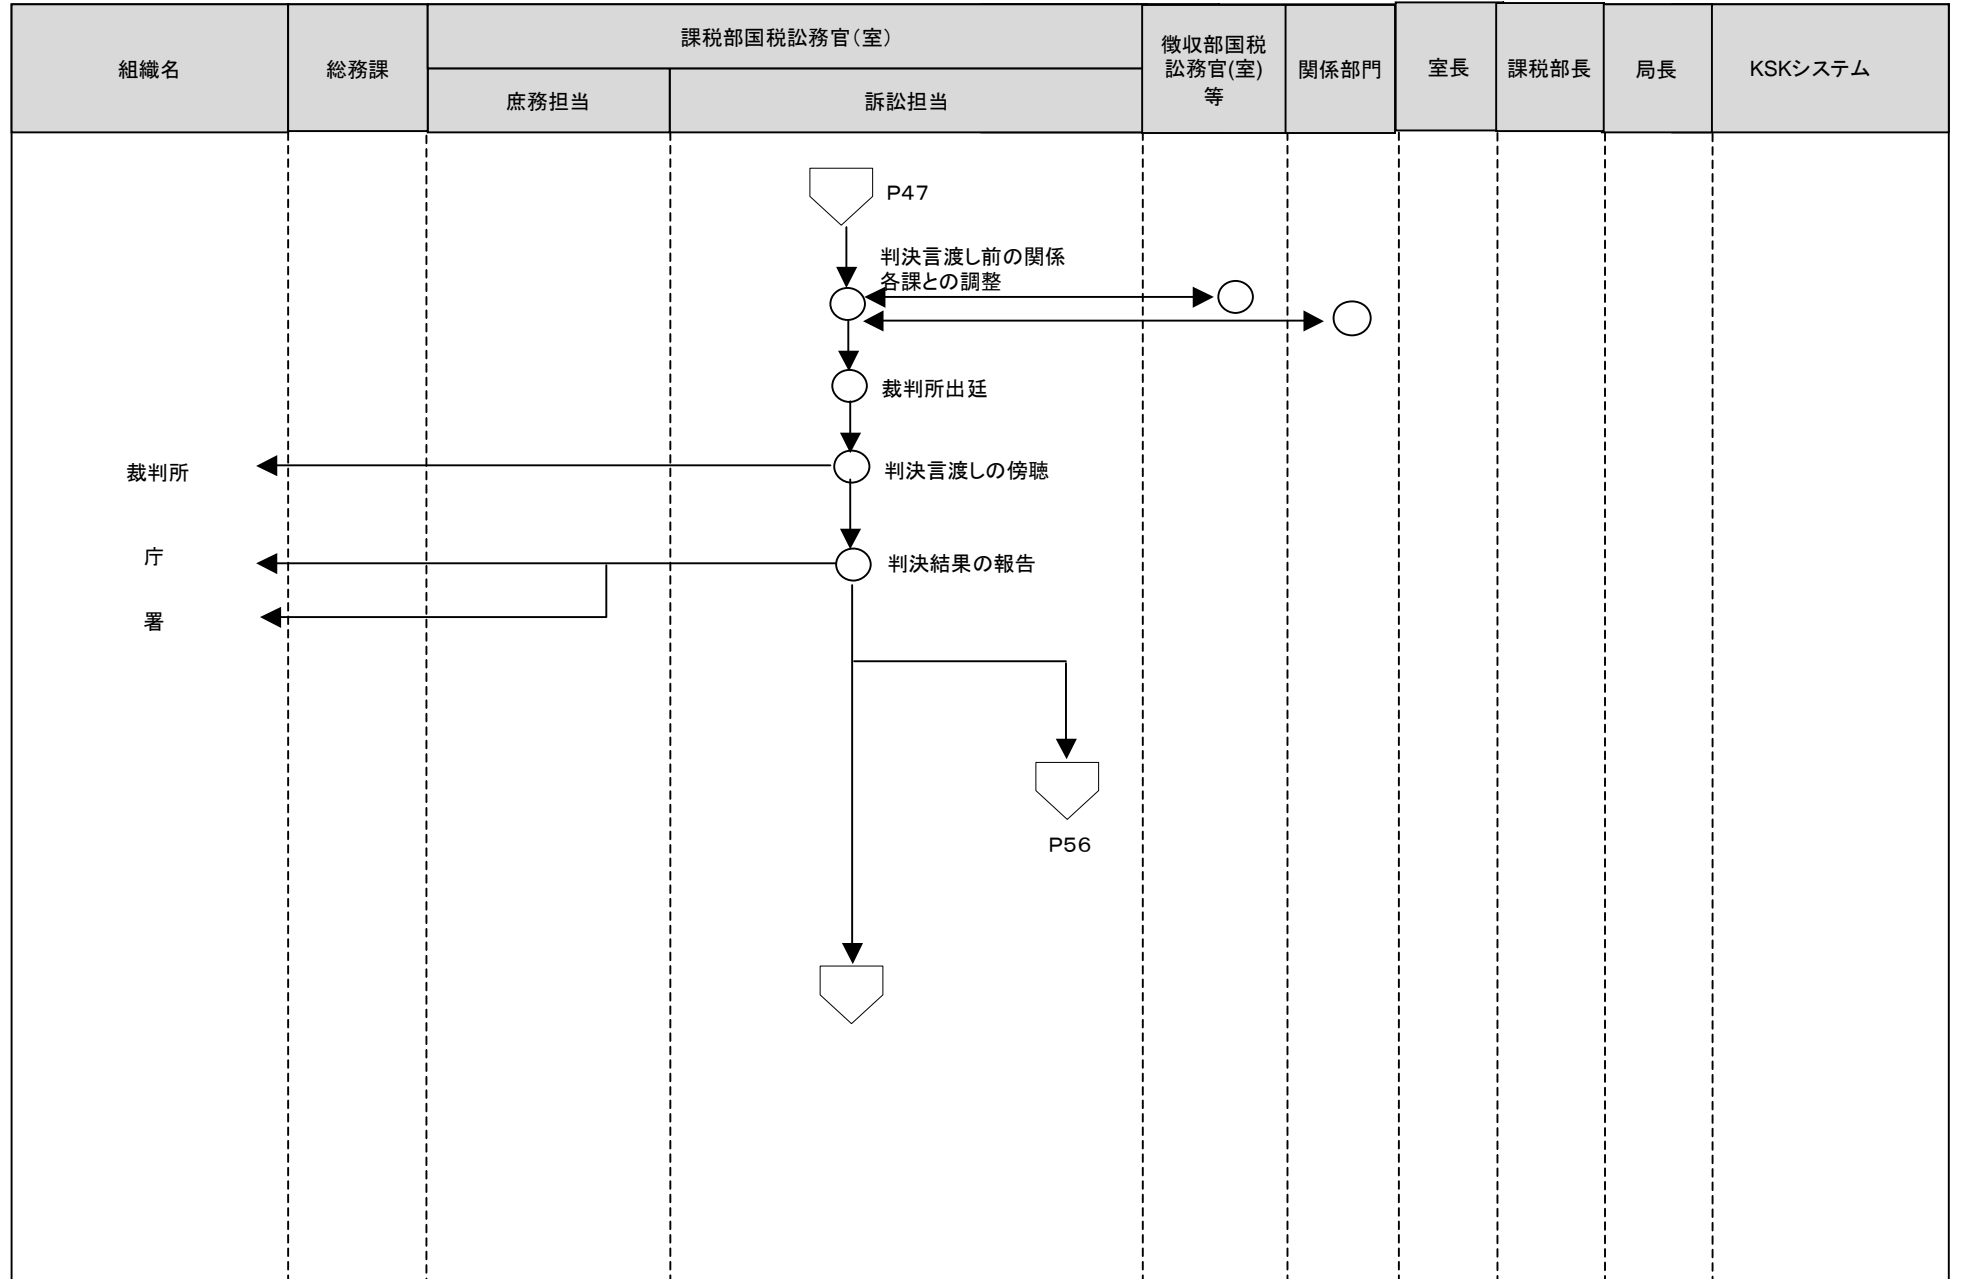 組織名
総務課
課税部国税訟務官（室）
庶務担当
訴訟担当
徴収部国税
訟務官(室)
等
関係部門
室長
課税部長
局長
KSKシステム
P47
判決言渡し前の関係
各課との調整
裁判所出廷
裁判所
判決言渡しの傍聴
庁
判決結果の報告
署
P56